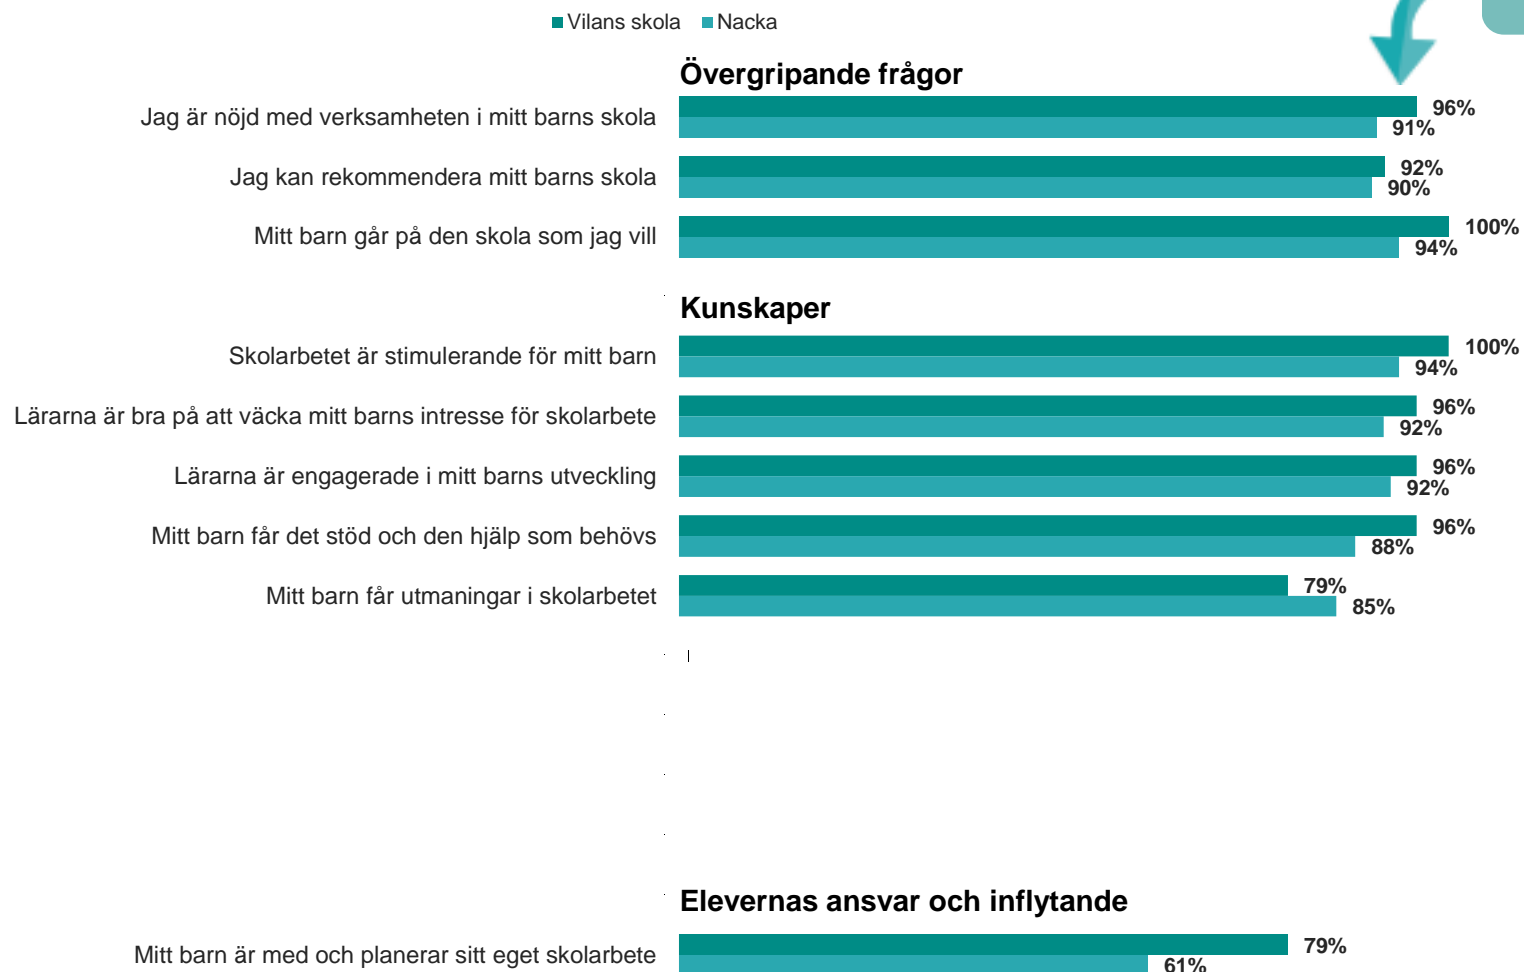 Vilans skola Nacka
Övergripande frågor
Jag är nöjd med verksamheten i mitt barns skola 96%
91%
Jag kan rekommendera mitt barns skola 92%
90%
Mitt barn går på den skola som jag vill 100%
94%
Kunskaper
Skolarbetet är stimulerande för mitt barn 100%
94%
Lärarna är bra på att väcka mitt barns intresse för skolarbete 96%
92%
Lärarna är engagerade i mitt barns utveckling 96%
92%
Mitt barn får det stöd och den hjälp som behövs 96%
88%
Mitt barn får utmaningar i skolarbetet 79%
85%
Elevernas ansvar och inflytande
Mitt barn är med och planerar sitt eget skolarbete 79%
61%